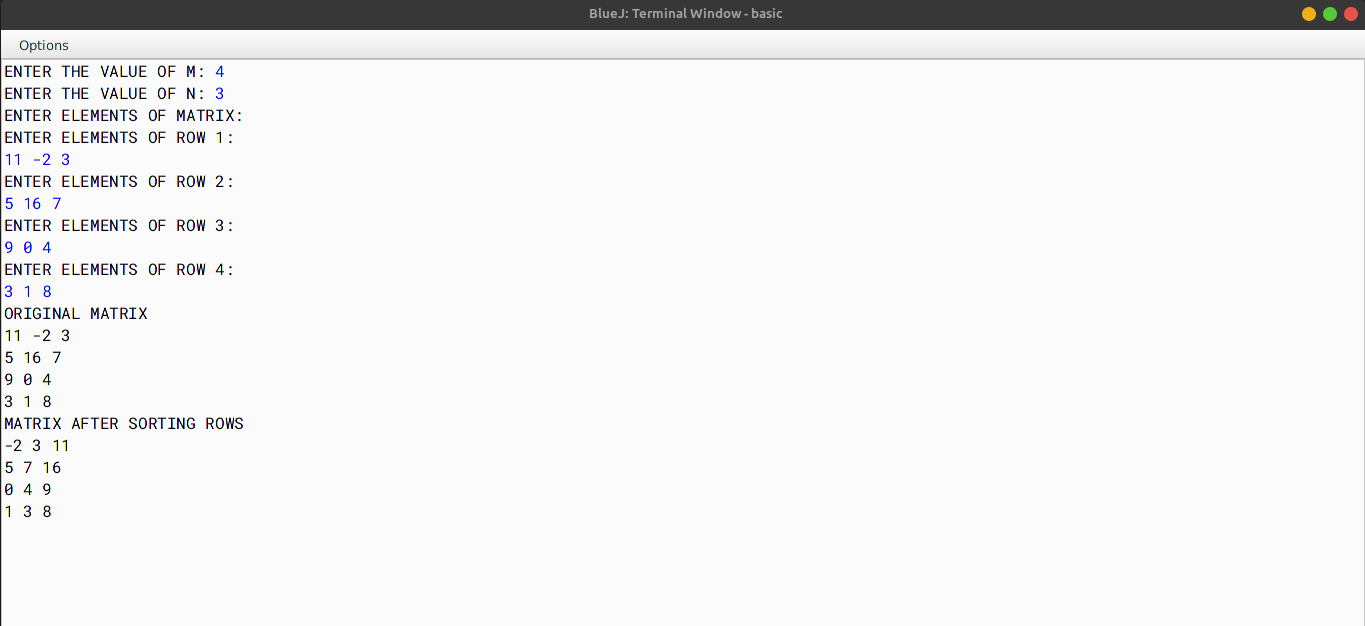 BlueJ: Terminal Window - basic
Options
ENTER THE VALUE OF M: 4
ENTER THE VALUE OF N: 3
ENTER ELEMENTS OF MATRIX:
ENTER ELEMENTS OF ROW 1:
11 -2 3
ENTER ELEMENTS OF ROW 2:
5 16 7
ENTER ELEMENTS OF ROW 3:
9 0 4
ENTER ELEMENTS OF ROW 4:
3 1 8
ORIGINAL MATRIX
11 -2 3
5 16 7
9 0 4
3 1 8
MATRIX AFTER SORTING ROWS
-2 3 11
5 7 16
0 4 9
1 3 8